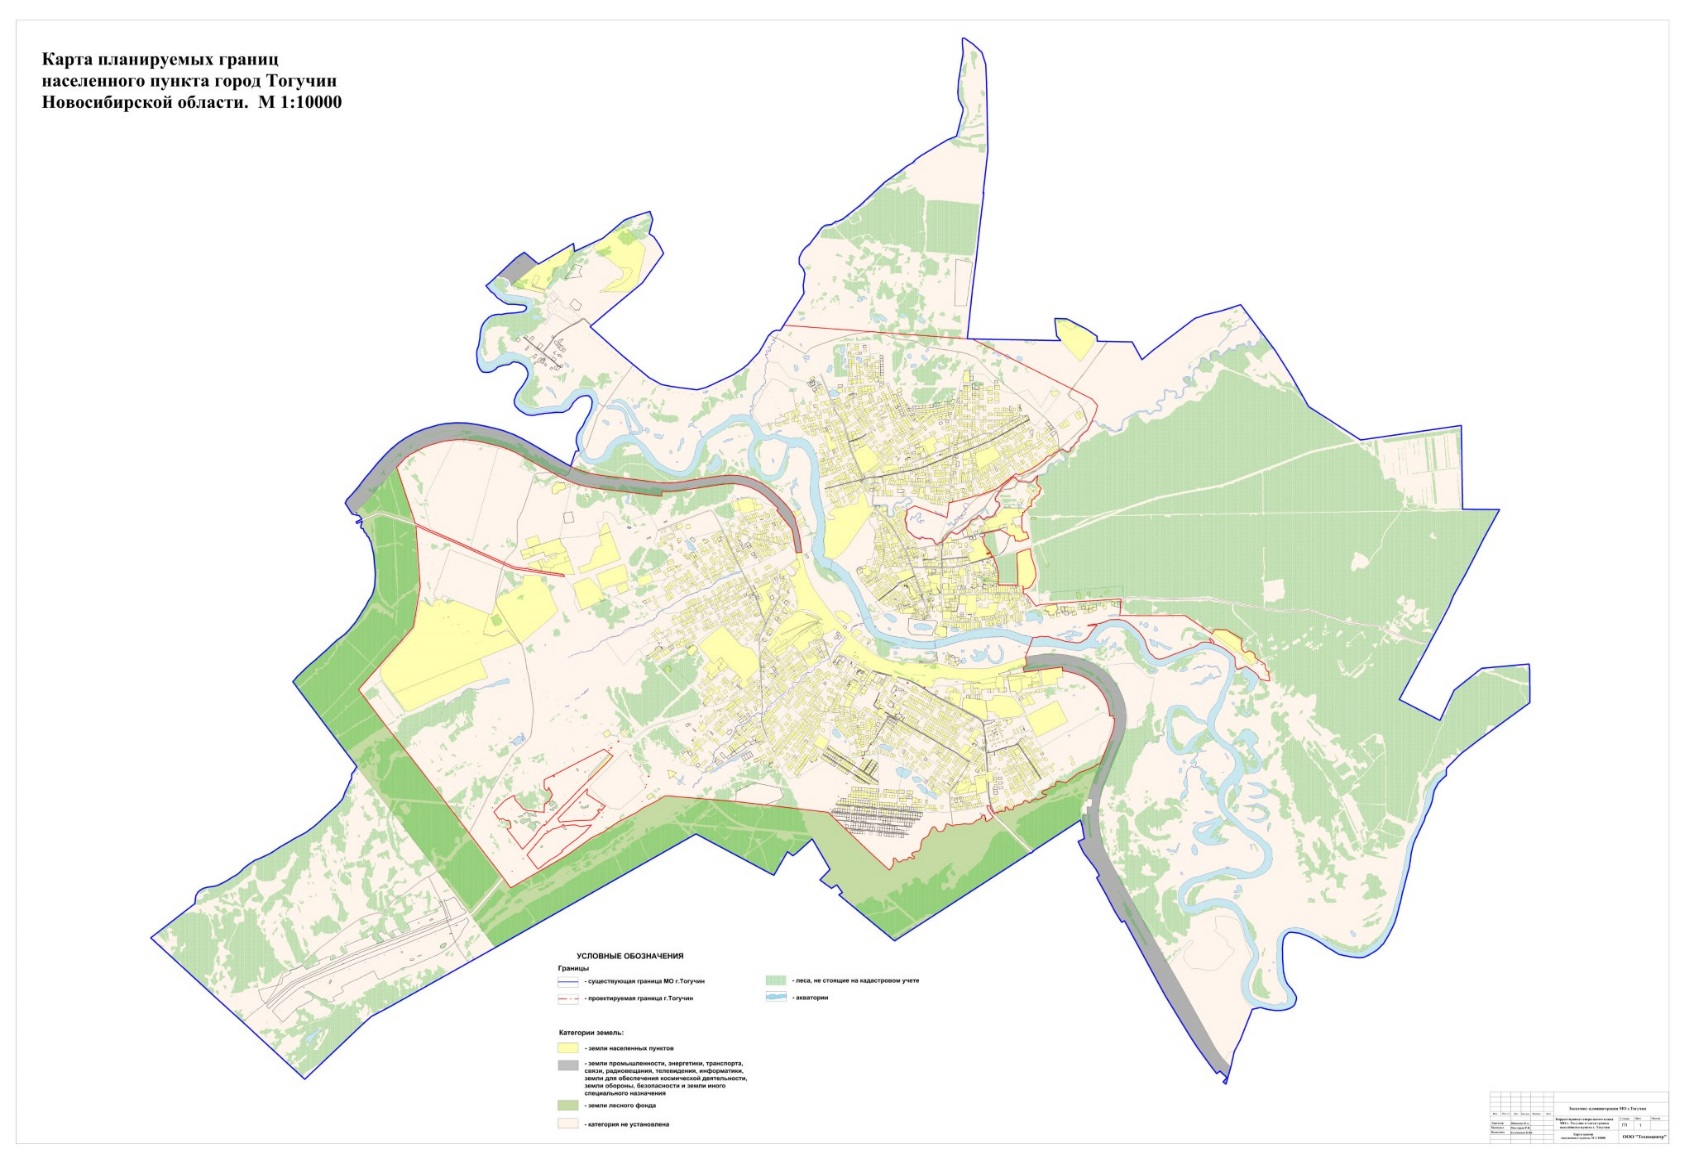 Карта планируемых границ
населенного пункта город Тогучин
Новосибирской области. М 1:10000
УСЛОВНЫЕ ОБОЗНАЧЕНИЯ
Границы
- существующая граница МО г.Тогучин
- проектируемая граница г.Тогучин
- леса, не стоящие на кадастровом учете
- акватории
Категории земель:
- земли населенных пунктов
- земли промышленности, энергетики, транспорта,
связи, радиовещания, телевидения, информатики,
земли для обеспечения космической деятельности,
земли обороны, безопасности и земли иного
специального назначения
- земли лесного фонда
- категория не установлена
ГП 1